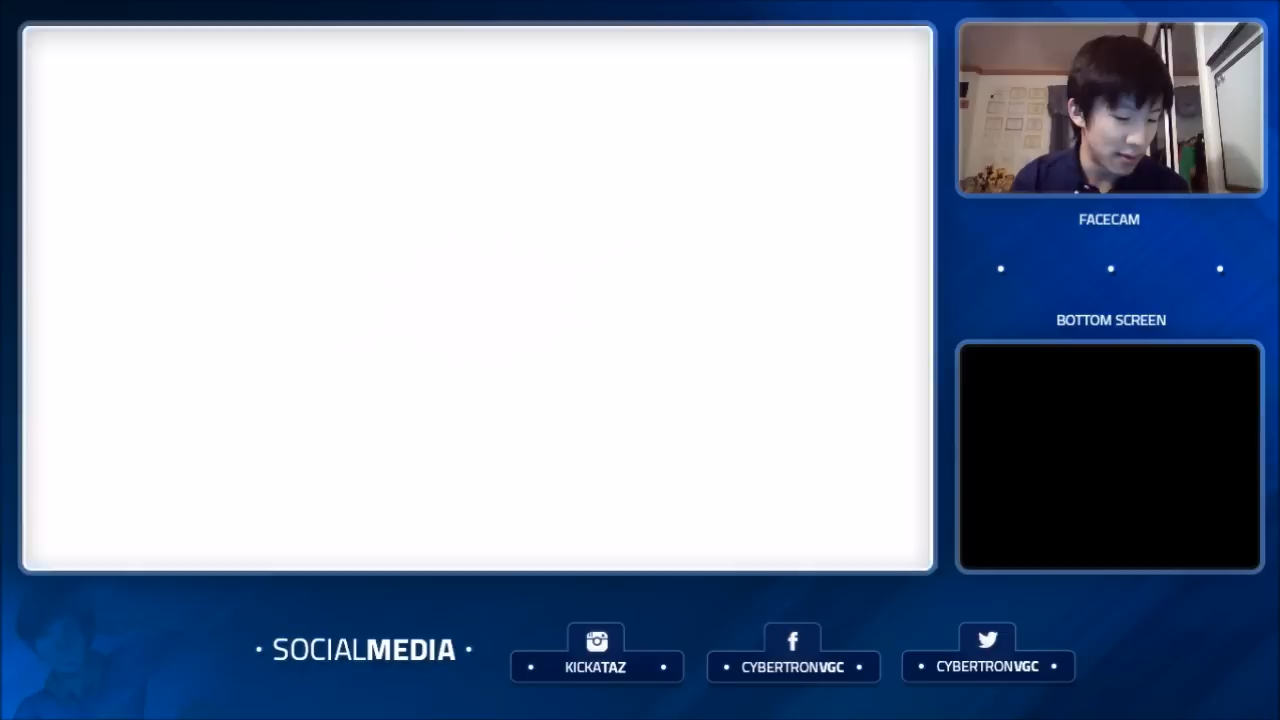 FACECAM
BOTTOM SCREEN
SOCIALMEDIA
KICKATAZ
CYBERTRONVGC
CYBERTRONVGC